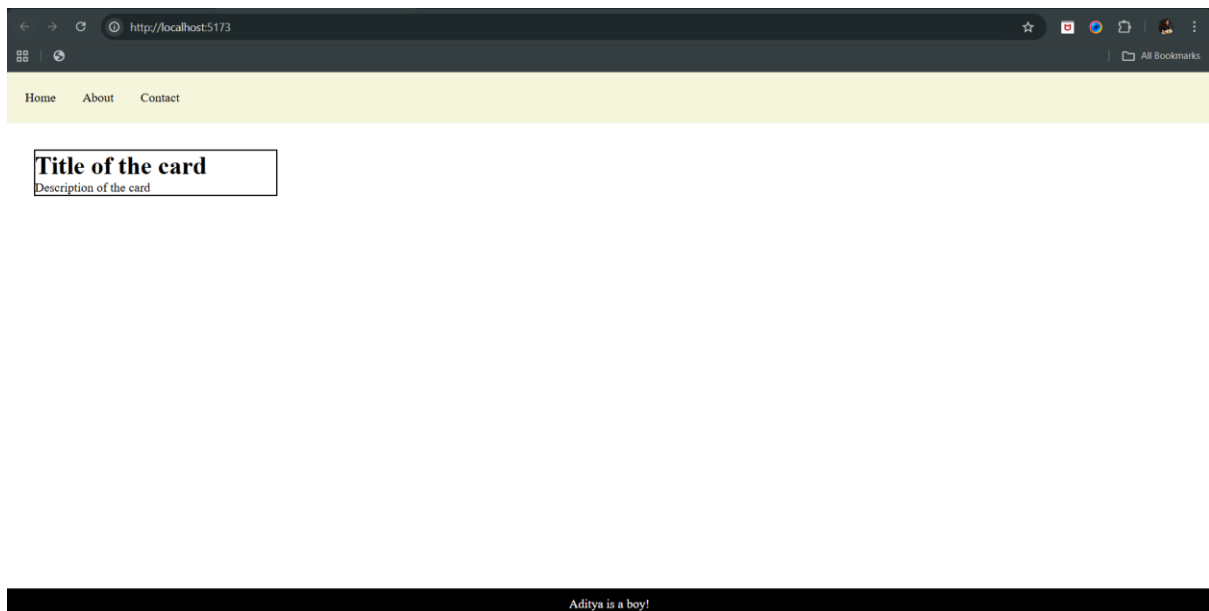 http://localhost:5173
All Bookmarks
Home About Contact
Title of the card
Description of the card
Aditya is a boy!